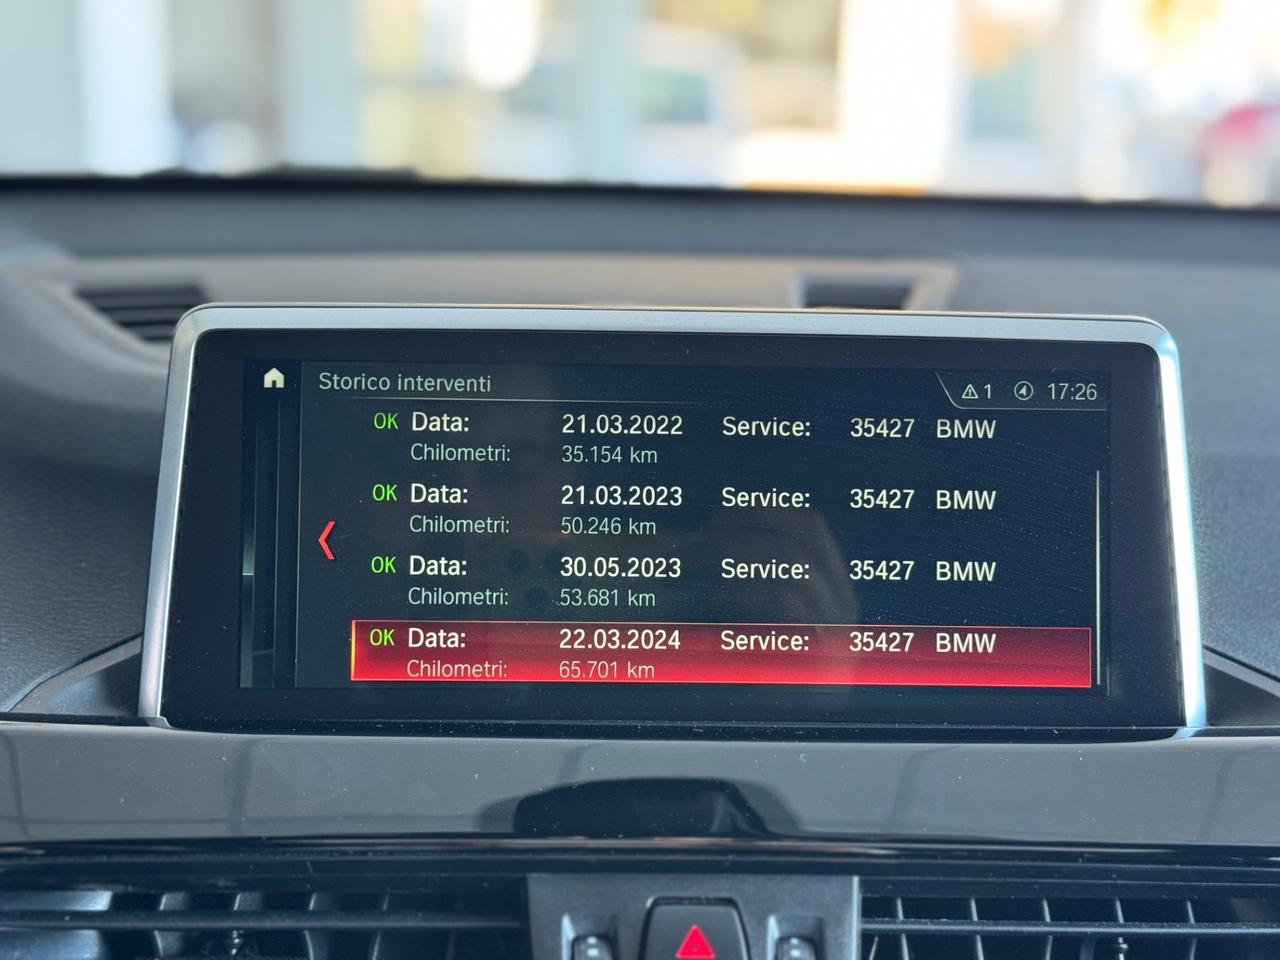 Storico interventi
1 17:26
OK Data: 21.03.2022 Service: 35427 BMW
Chilometri: 35.154 km
OK Data: 21.03.2023 Service: 35427 BMW
Chilometri: 50.246 km
OK Data: 30.05.2023 Service: 35427 BMW
Chilometri: 53.681 km
OK Data: 22.03.2024 Service: 35427 BMW
Chilometri: 65.701 km